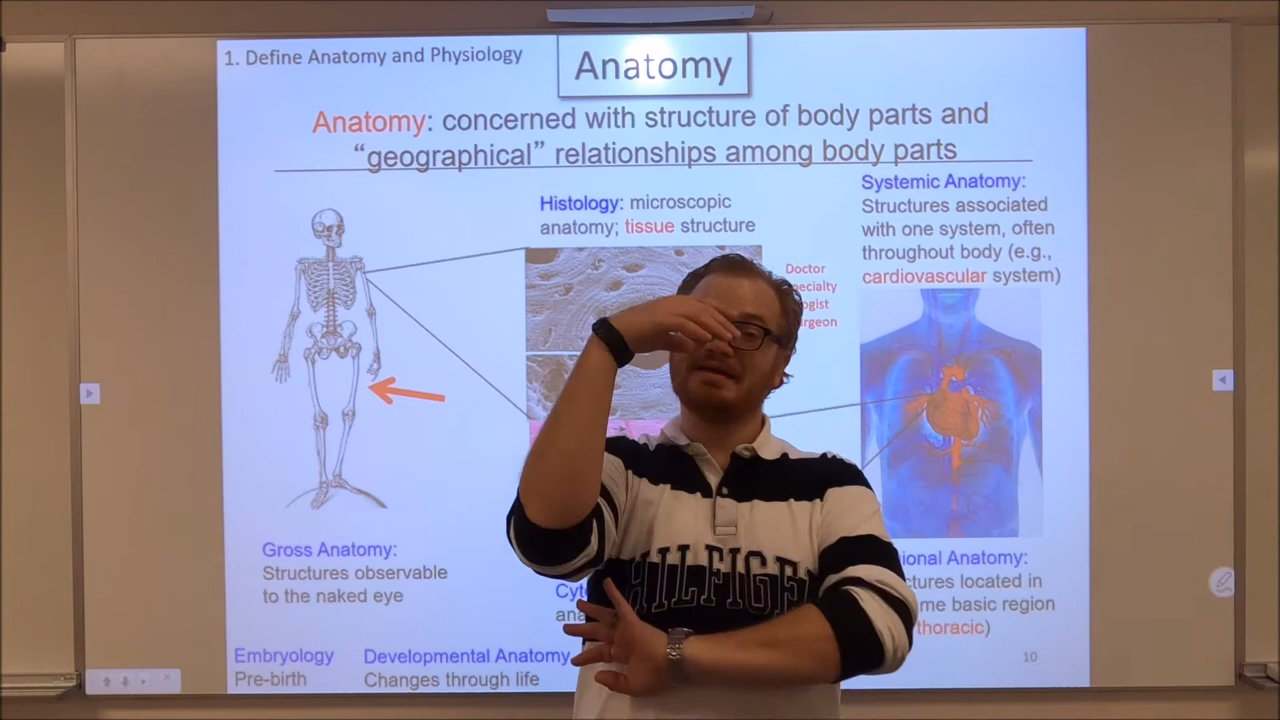 1. Define Anatomy and Physiology
Anatomy
Anatomy: concerned with structure of body parts and
“geographical” relationships among body parts
Histology: microscopic
anatomy; tissue structure
Systemic Anatomy:
Structures associated
with one system, often
throughout body (e.g.,
cardiovascular system)
Doctor
Gross Anatomy:
Structures observable
to the naked eye
HILFIGE
located in
basic region
thoracic)
Anatomy:
Embryology
Pre-birth
Developmental Anatomy
Changes through life
10